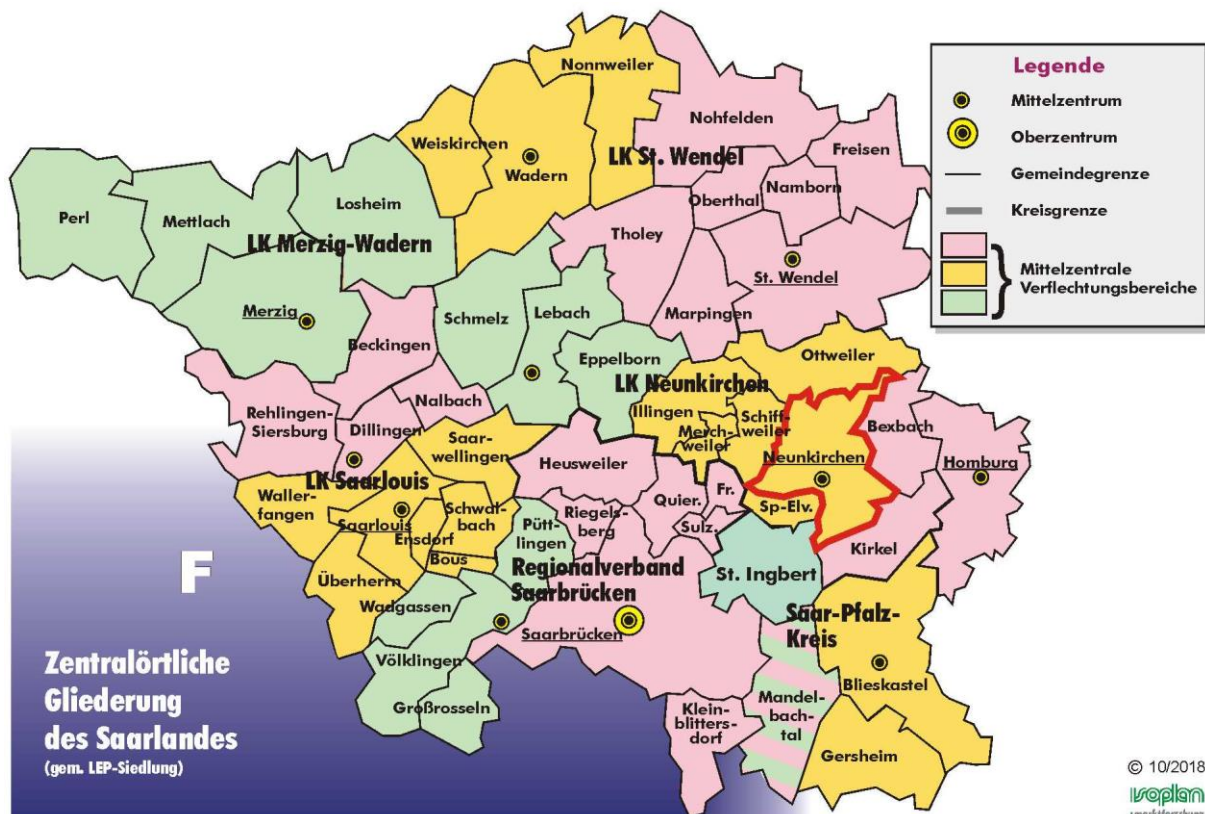 Nonnweiler
Weiskirchen
Wadern
LK St. Wendel
Nohfelden
Freisen
Oberthal
Namborn
Perl
Mettlach
Losheim
LK Merzig-Wadern
Tholey
St. Wendel
Merzig
Schmelz
Lebach
Marpingen
Beckingen
Eppelborn
Ottweiler
LK Neunkirchen
Rehlingen-
Siersburg
Nalbach
Dillingen
Illingen
Merch-
weiler
Schiff-
weiler
Bexbach
Saar-
wellingen
Heusweiler
Neunkirchen
Homburg
LK Saarlouis
Waller-
fangen
Saarlouis
Schwal-
bach
Ensdorf
Bous
Quier.
Fr.
Sulz.
Riegels-
berg
Sp-Elv.
Kirkel
Pütt-
lingen
Überherrn
Regionalverband
Saarbrücken
St. Ingbert
Wadgassen
Saarbrücken
Saar-Pfalz-
Kreis
Völklingen
Großrosseln
Blieskastel
Mandel-
bach-
tal
Klein-
blitters-
dorf
Gersheim
F
Zentralörtliche
Gliederung
des Saarlandes
(gem. LEP-Siedlung)
Legende
Mittelzentrum
Oberzentrum
Gemeindegrenze
Kreisgrenze
Mittelzentrale
Verflechtungsbereiche
© 10/2018
isoplan
marktforschung